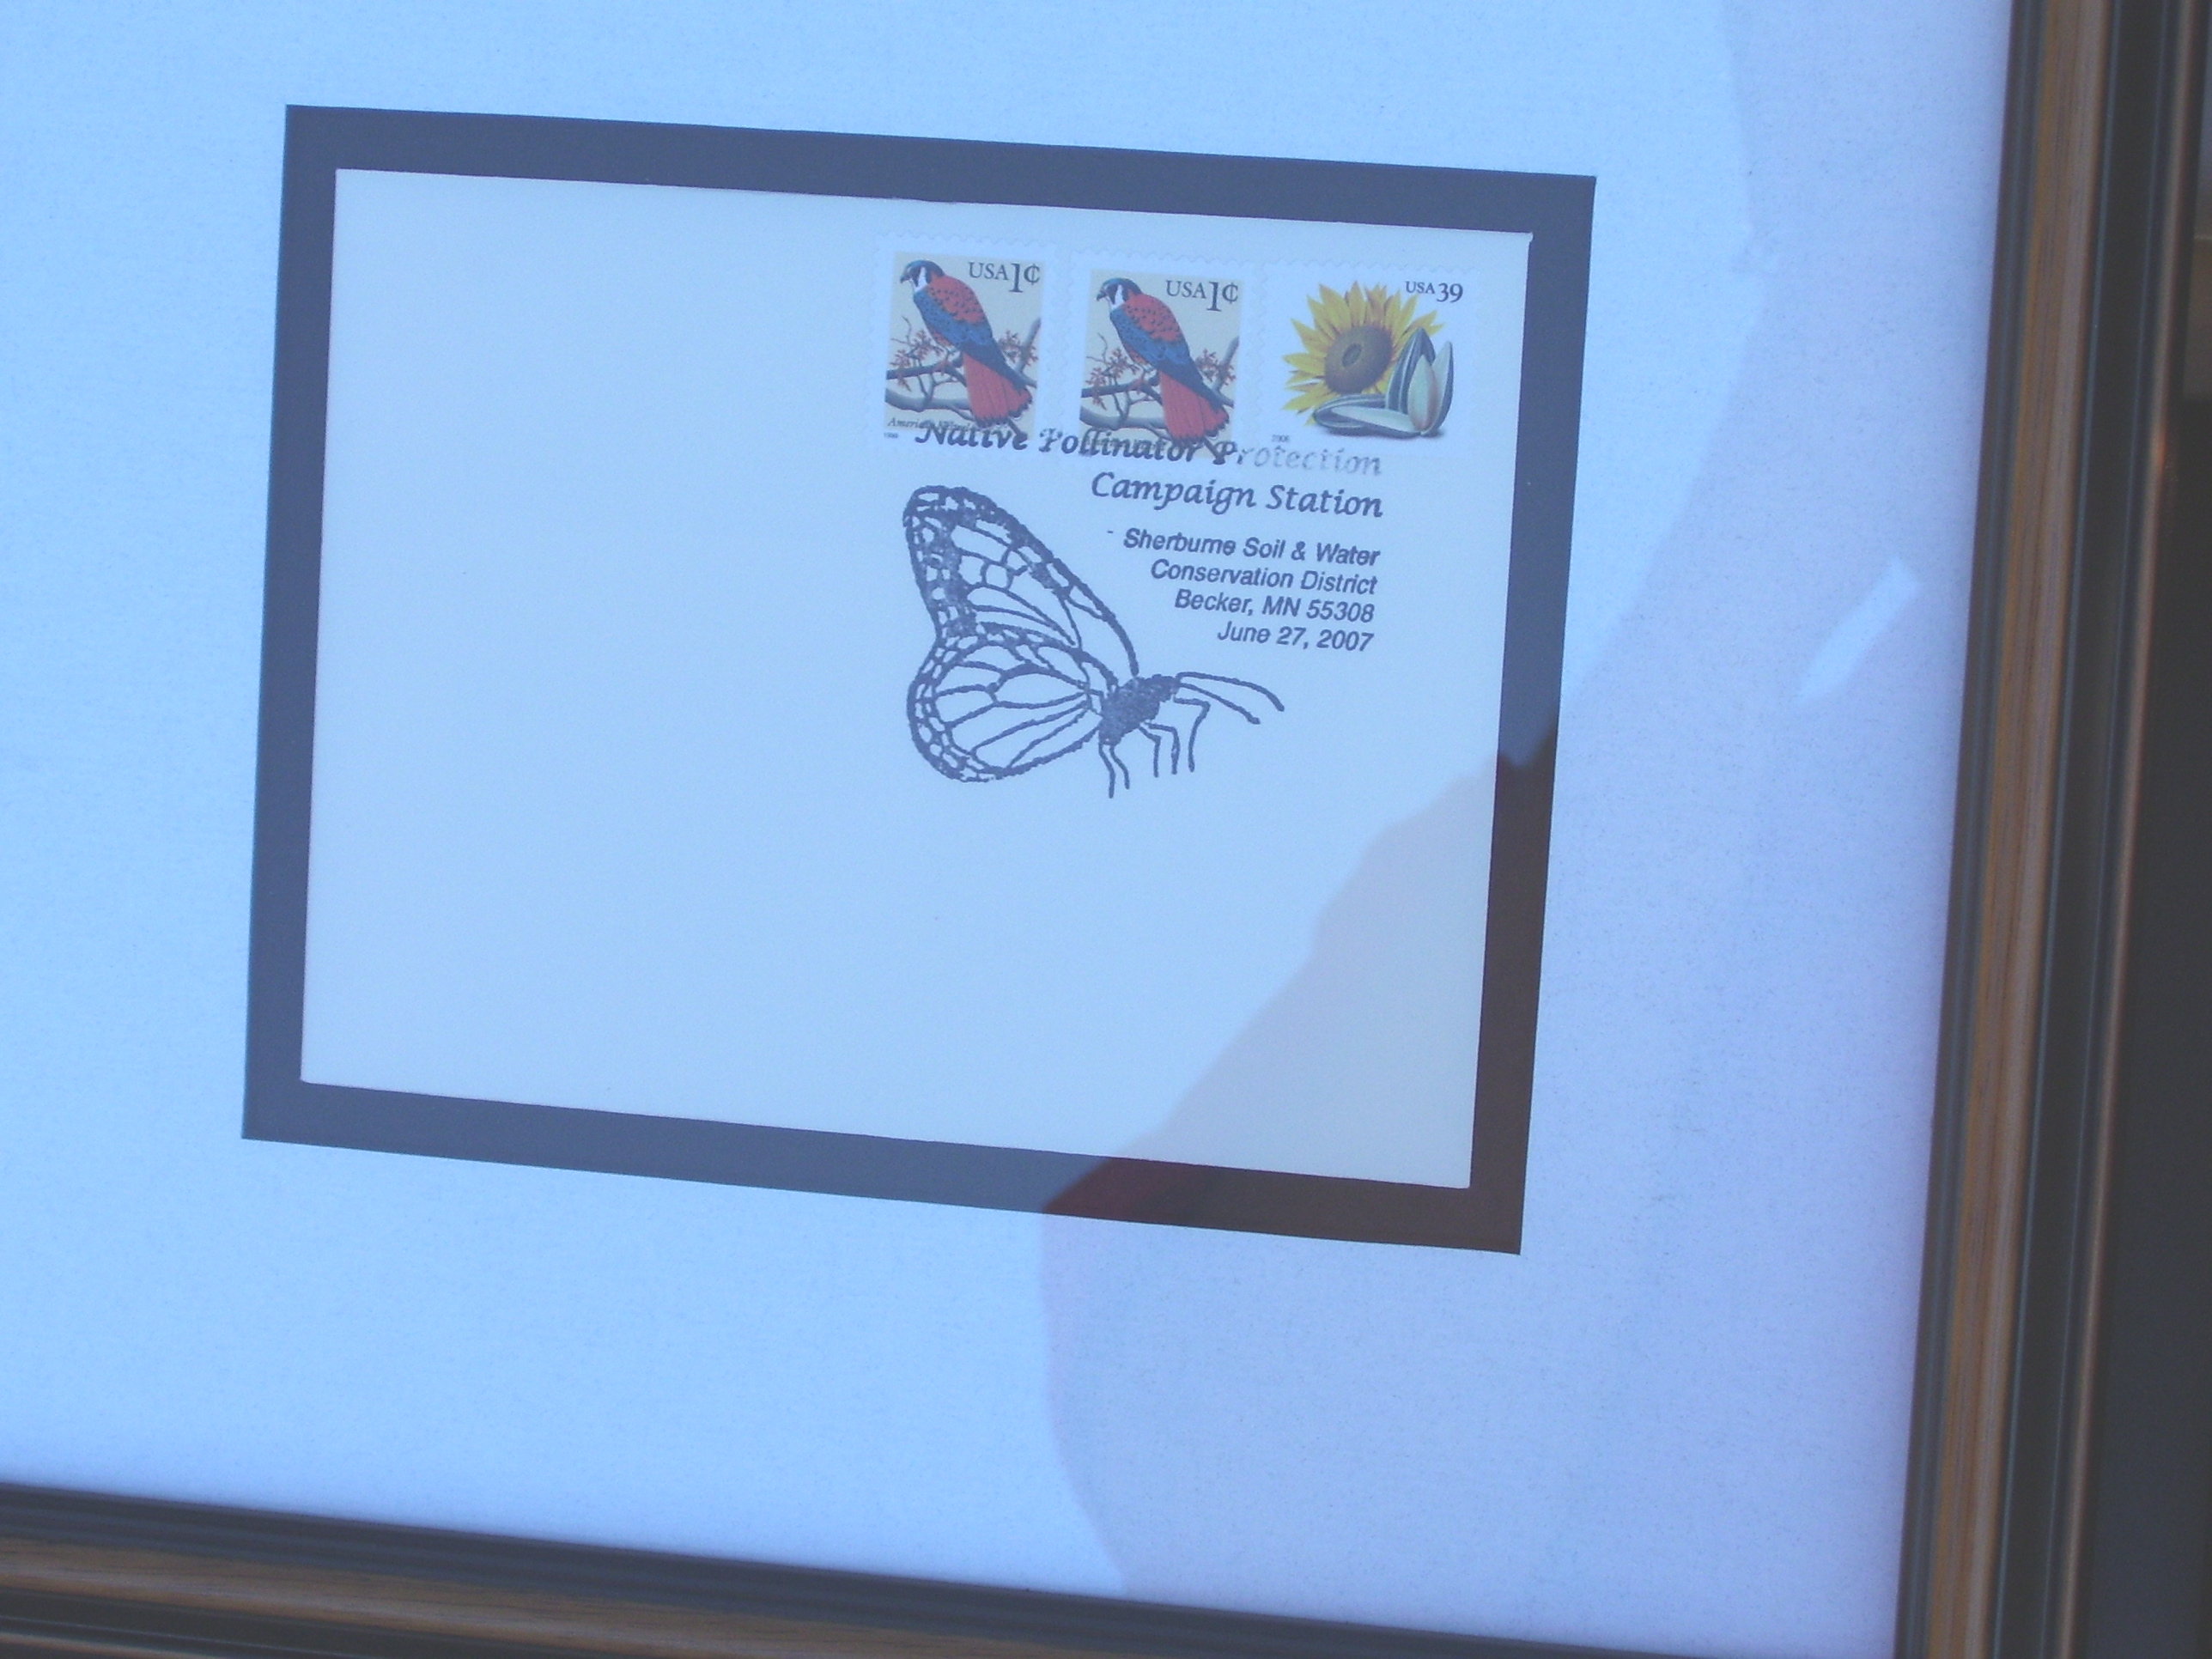 USA 1¢
USA 1¢
USA 39
American
Native Pollinator Protection
Campaign Station
Sherburne Soil & Water
Conservation District
Becker, MN 55308
June 27, 2007